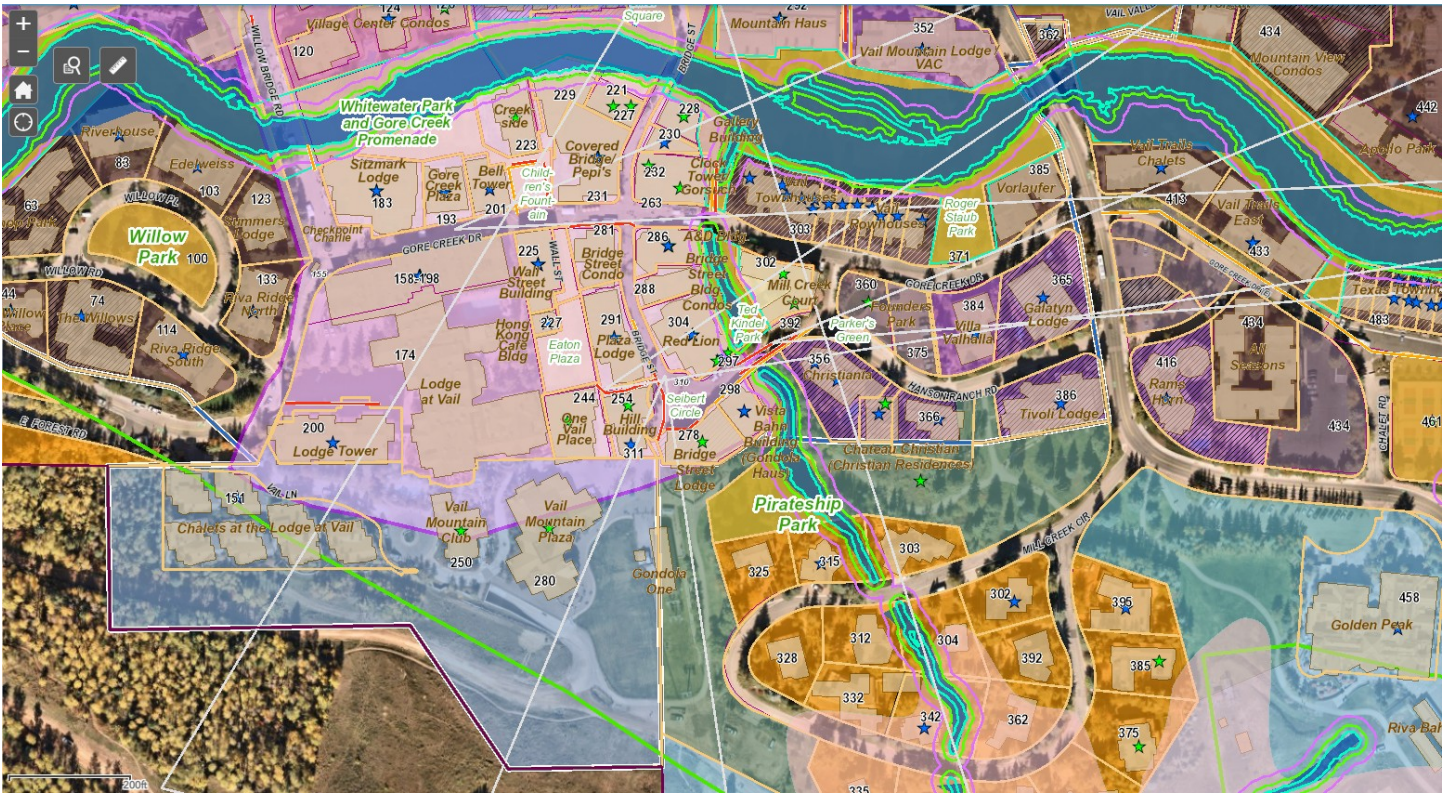 124
Village Center Condos
120
WILLOW BRIDGE RD
Square
BRIDGE ST
Mountain Haus
352
Vail Mountain Lodge
VAC
362
434
Mountain View
Condos
442
Apollo Park
Whitewater Park
and Gore Creek
Promenade
Riverhouse
83
Edelweiss
103
123
Summers
Lodge
63
WILLOW PL
Willow
Park
100
WILLOW RD
74
The Willows
114
Riva Ridge
South
133
Riva Ridge
North
44
Checkpoint
Charlie
155
Sitzmark
Lodge
183
Gore
Creek
Plaza
193
Bell
Tower
201
Creek
side
223
229
221
227
Covered
Bridge/
Pepi's
231
Child-
ren's
Fount-
ain
228
230
Gallery
Building
232
Clock
Tower
Gorsuch
263
303
385
Vorlaufer
Roger
Staub
Park
371
Vail Trails
Chalets
413
Vail Trails
East
433
GORE CREEK DR
158-198
174
Lodge
at Vail
225
Wall
Street
Building
WALL ST
227
Hong
Kong
Cafe
Bldg
Eaton
Plaza
281
Bridge
Street
Condo
286
A&D Bldg
288
Bridge
Street
Bldg
Condos
291
Plaza
Lodge
BRIDGE ST
304
Red Lion
297
310
Seibert
Circle
302
Mill Creek
Court
392
Ted
Kindel
Park
Parker's
Green
360
Founders
Park
375
GORE CREEK DR
384
Villa
Valhalla
365
Galatyn
Lodge
356
Christiania
366
HANSON RANCH RD
386
Tivoli Lodge
416
Rams
Horn
434
All
Seasons
434
483
CHALET RD
461
E FOREST RD
200
Lodge Tower
244
One
Vail
Place
254
Hill
Building
311
278
Bridge
Street
Lodge
298
Vista
Bahn
Building
(Gondola
Haus)
Chateau Christian
(Christian Residences)
151
VAIL LN
Chalets at the Lodge at Vail
Vail
Mountain
Club
250
Vail
Mountain
Plaza
280
Gondola
One
Pirateship
Park
325
315
303
MILL CREEK CIR
328
312
332
304
342
302
392
362
335
395
385
375
458
Golden Peak
200ft